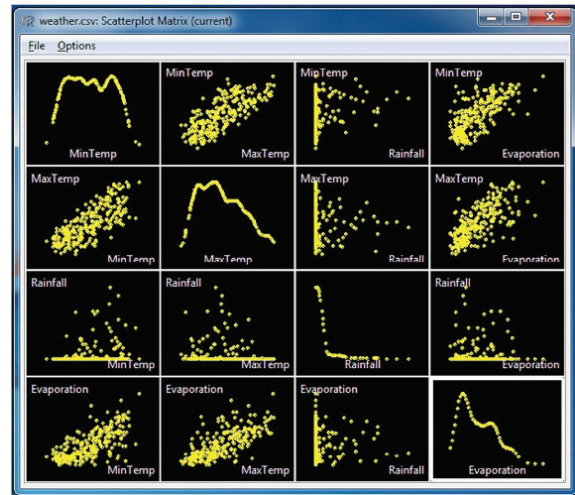 weather.csv: Scatterplot Matrix (current)
File Options
MinTemp
MinTemp
MaxTemp
MinTemp
Rainfall
MinTemp
Evaporation
MaxTemp
MinTemp
MaxTemp
MaxTemp
Rainfall
MaxTemp
Evaporation
Rainfall
MinTemp
Rainfall
MaxTemp
Rainfall
Rainfall
Evaporation
Evaporation
MinTemp
Evaporation
MaxTemp
Evaporation
Rainfall
Evaporation